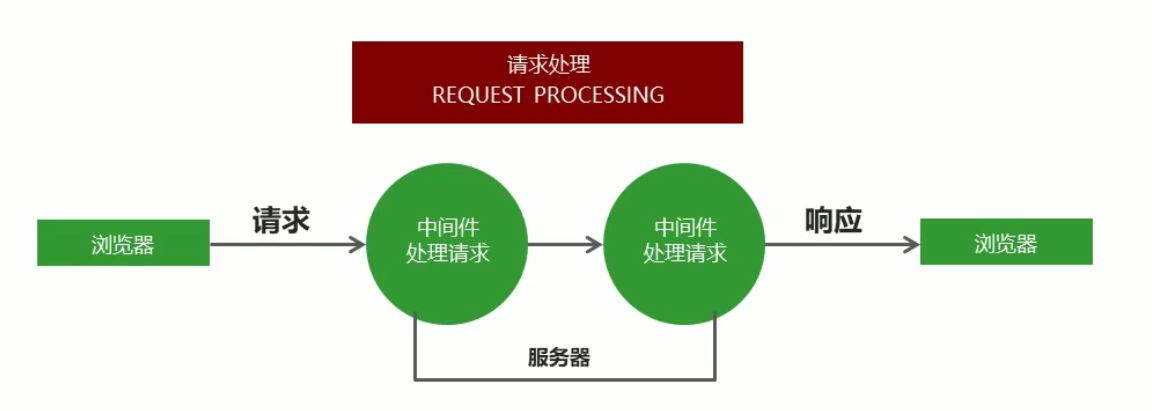 请求处理
REQUEST PROCESSING
浏览器
请求
中间件
处理请求
中间件
处理请求
响应
浏览器
服务器